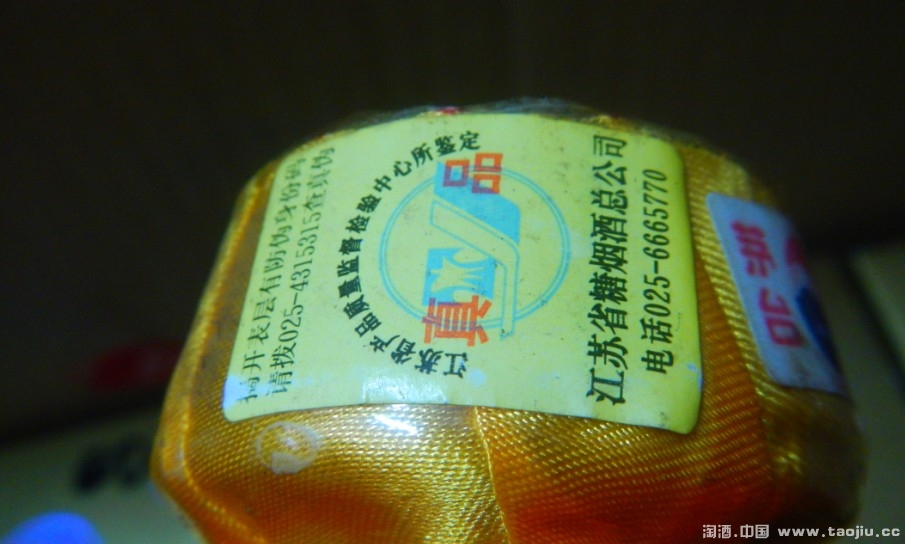 揭开表层有防伪身份码
请拨025-4315315查真伪
江苏省产品质量监督检验中心所鉴定
真品
江苏省糖烟酒总公司
电话025-66665770
淘酒.中国 www.taojiu.cc